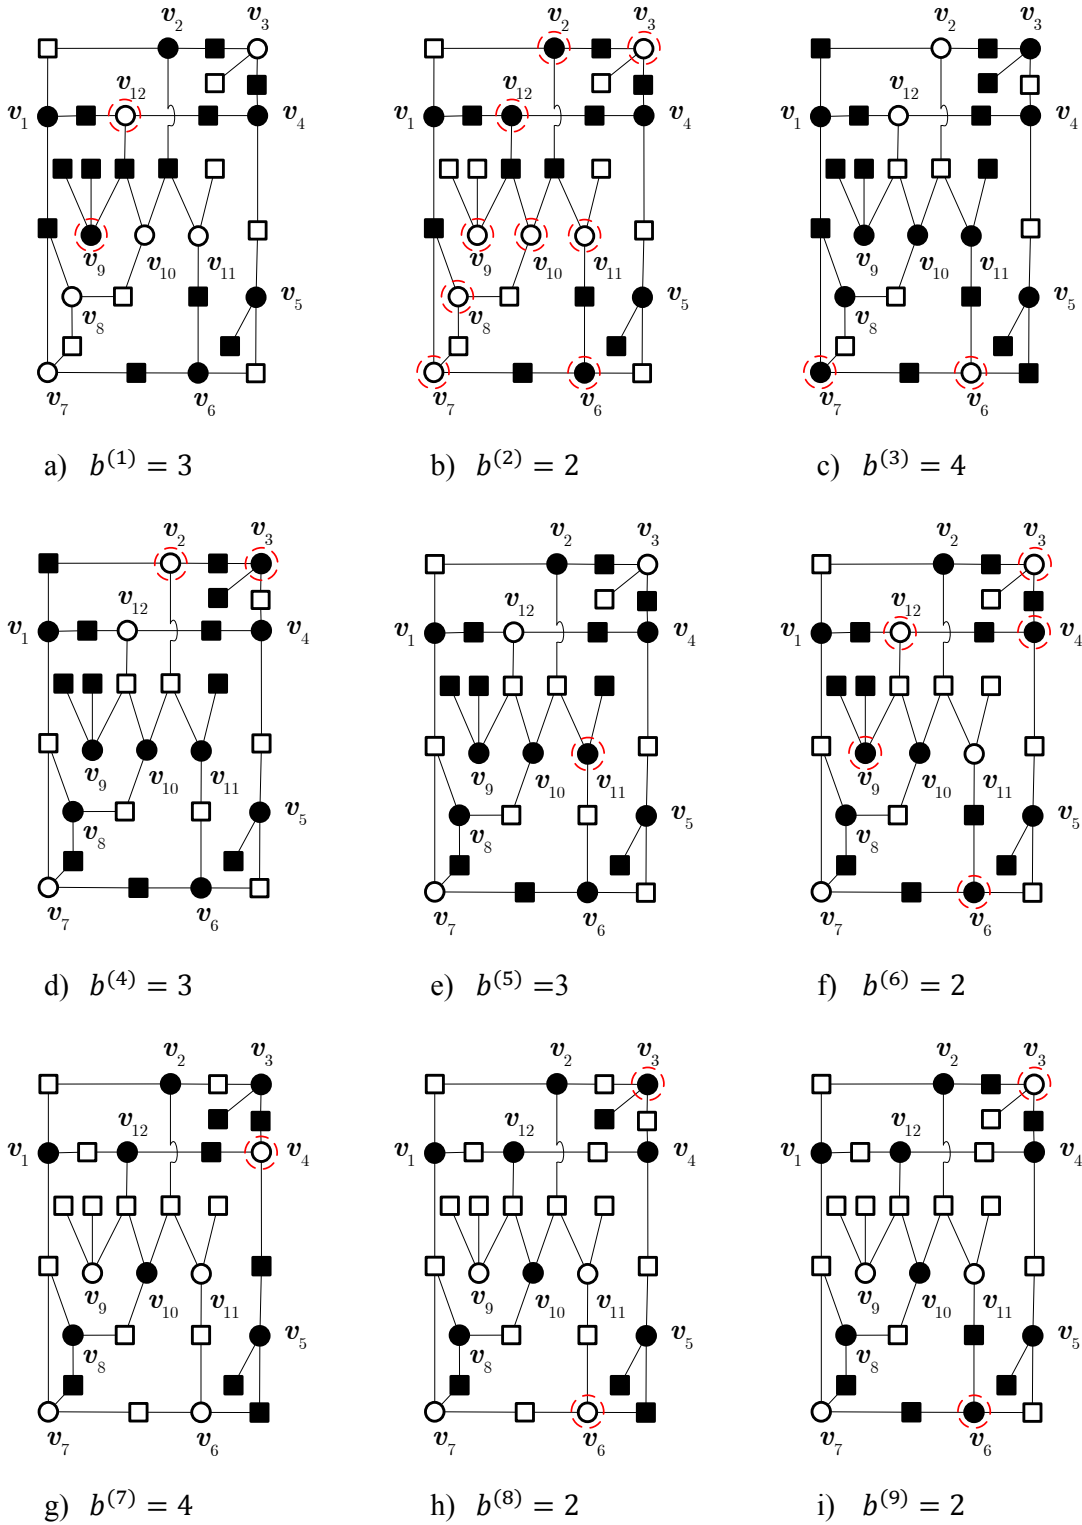 v2 v3
v12
v1 v4
v9 v10 v11
v8 v5
v7 v6
a) b(1) = 3
v2 v3
v12
v1 v4
v9 v10 v11
v8 v5
v7 v6
b) b(2) = 2
v2 v3
v12
v1 v4
v9 v10 v11
v8 v5
v7 v6
c) b(3) = 4
v2 v3
v12
v1 v4
v9 v10 v11
v8 v5
v7 v6
d) b(4) = 3
v2 v3
v12
v1 v4
v9 v10 v11
v8 v5
v7 v6
e) b(5) =3
v2 v3
v12
v1 v4
v9 v10 v11
v8 v5
v7 v6
f) b(6) = 2
v2 v3
v12
v1 v4
v9 v10 v11
v8 v5
v7 v6
g) b(7) = 4
v2 v3
v12
v1 v4
v9 v10 v11
v8 v5
v7 v6
h) b(8) = 2
v2 v3
v12
v1 v4
v9 v10 v11
v8 v5
v7 v6
i) b(9) = 2